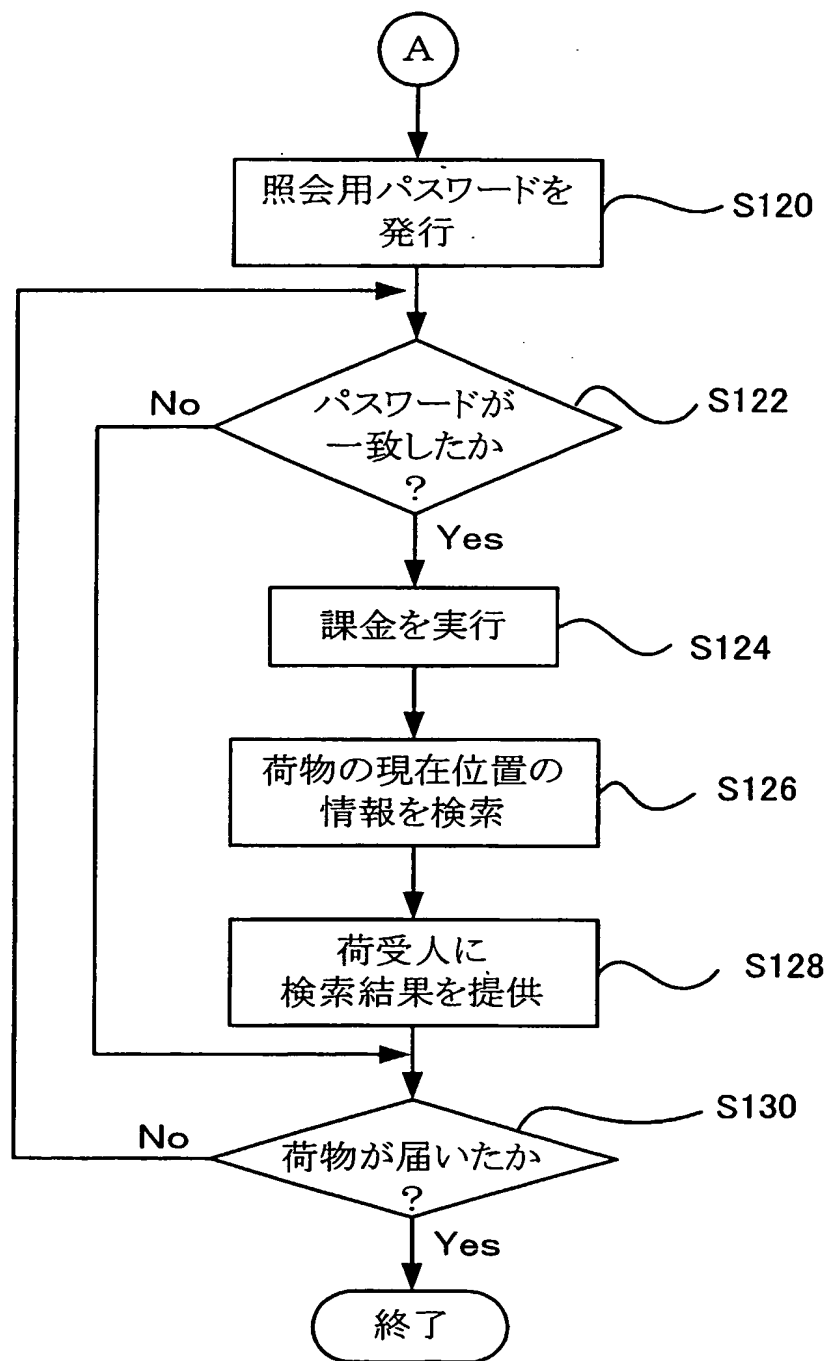 A
照会用パスワードを
発行
S120
No
パスワードが
一致したか
?
S122
Yes
課金を実行
S124
荷物の現在位置の
情報を検索
S126
荷受人に
検索結果を提供
S128
No
荷物が届いたか
?
S130
Yes
終了